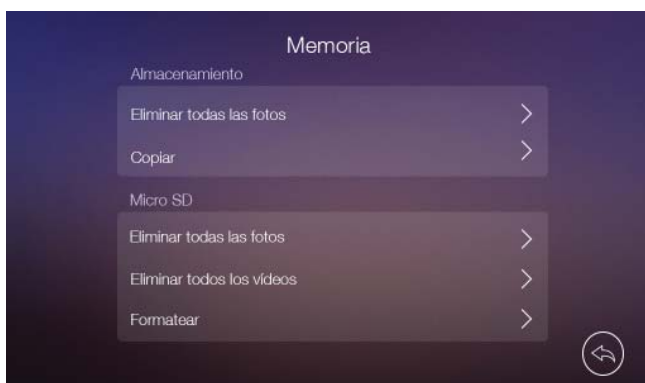 Memoria
Almacenamiento
Eliminar todas las fotos
Copiar
Micro SD
Eliminar todas las fotos
Eliminar todos los vídeos
Formatear